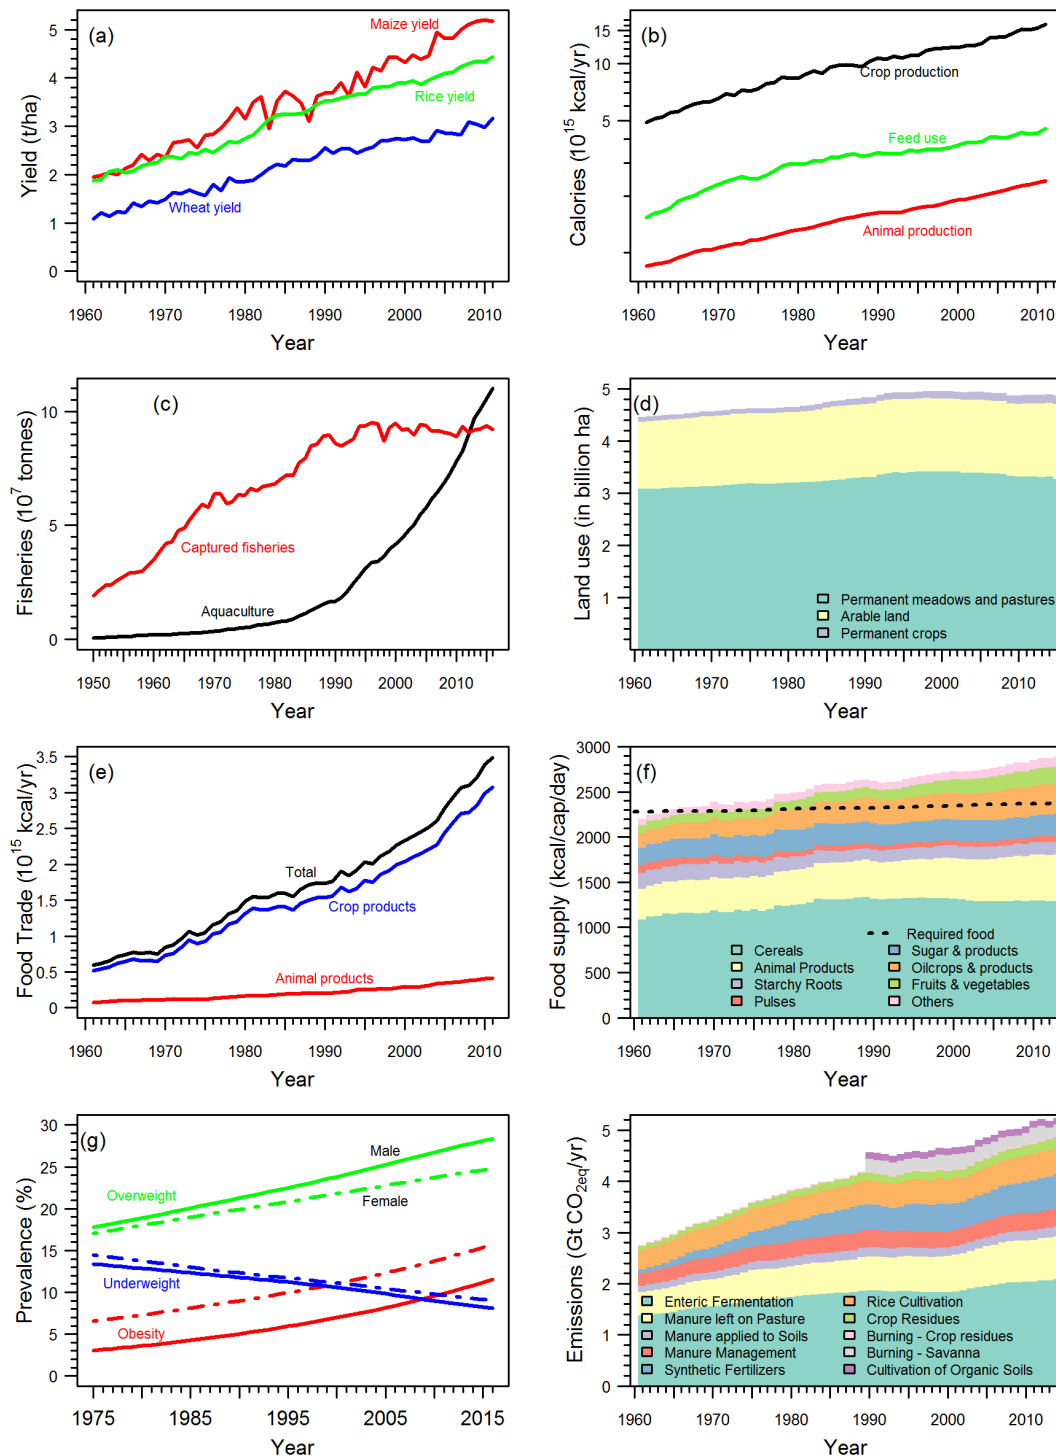 (a)
Maize yield
Rice yield
Wheat yield
Yield (t/ha)
0
1
2
3
4
5
1960 1970 1980 1990 2000 2010
Year
(b)
Crop production
Feed use
Animal production
Calories (10^15 kcal/yr)
5
10
15
1960 1970 1980 1990 2000 2010
Year
(c)
Captured fisheries
Aquaculture
Fisheries (10^7 tonnes)
0
5
10
1950 1960 1970 1980 1990 2000 2010
Year
(d)
Land use (in billion ha)
1
2
3
4
5
Permanent meadows and pastures
Arable land
Permanent crops
1960 1970 1980 1990 2000 2010
Year
(e)
Total
Crop products
Animal products
Food Trade (10^15 kcal/yr)
0
0.5
1
1.5
2
2.5
3
3.5
1960 1970 1980 1990 2000 2010
Year
(f)
Food supply (kcal/cap/day)
0
500
1000
1500
2000
2500
3000
Required food
Cereals
Animal Products
Starchy Roots
Pulses
Sugar & products
Oilcrops & products
Fruits & vegetables
Others
1960 1970 1980 1990 2000 2010
Year
(g)
Male
Overweight
Female
Underweight
Obesity
Prevalence (%)
0
5
10
15
20
25
30
1975 1985 1995 2005 2015
Year
Emissions (Gt CO2eq/yr)
0
1
2
3
4
5
Enteric Fermentation
Manure left on Pasture
Manure applied to Soils
Manure Management
Synthetic Fertilizers
Rice Cultivation
Crop Residues
Burning - Crop residues
Burning - Savanna
Cultivation of Organic Soils
1960 1970 1980 1990 2000 2010
Year